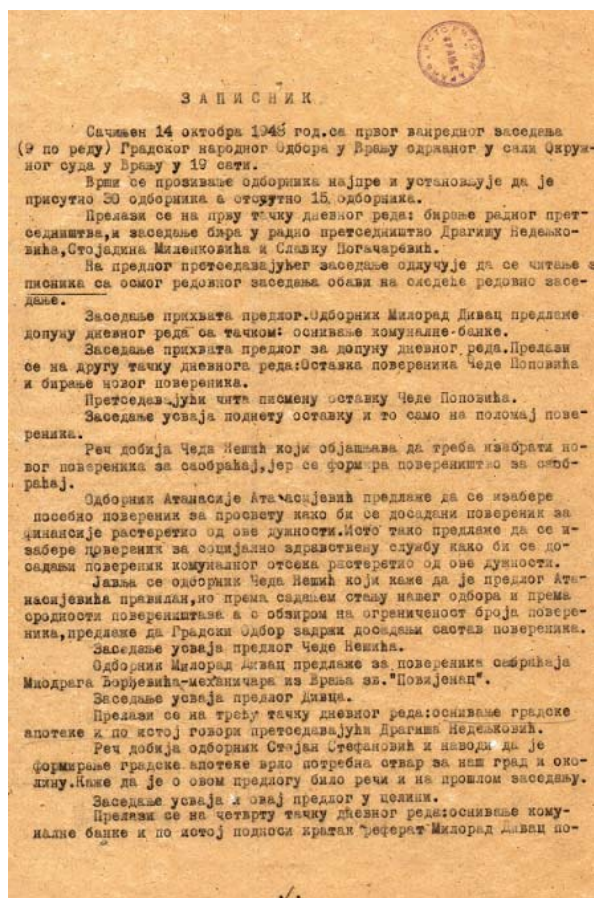 ИСТОРИЈСКИ АРХИВ
ВРАЊЕ
З А П И С Н И К
Сачињен 14 октобра 1948 год.са првог ванредног заседања
(9 по реду) Градског народног Одбора у Врању одржаног у сали Окруж-
ног суда у Врању у 19 сати.
Врши се прозивање одборника најпре и установљује да је
присутно 30 одборника а отсутно 15 одборника.
Прелази се на прву тачку дневног реда: бирање радног прет-
седништва,и заседање бира у радно претседништво Драгишу Недељко-
вића,Стојадина Миленковића и Славку Погачаревић.
На предлог претседавајућег заседање одлучује да се читање з
писника са осмог редовног заседања обави на следеће редовно засе-
дање.
Заседање прихвата предлог.Одборник Милорад Дивац предлаже
допуну дневног реда са тачком: оснивање комуналне-банке.
Заседање прихвата предлог за допуну дневног реда.Прелази
се на другу тачку дневнога реда:Оставка повереника Чеде Поповића
и бирање новог повереника.
Претседавајући чита писмену оставку Чеде Поповића.
Заседање усваја поднету оставку и то само на положај пове-
реника.
Реч добија Чеда Нешић који објашњава да треба изабрати но-
вог повереника за саобраћај,јер се формира повереништво за саоб-
раћај.
Одборник Атанасије Атанасијевић предлаже да се изабере
посебно повереник за просвету како би се досадањи повереник за
финансије растеретио од ове дужности.Исто тако предлаже да се и-
забере повереник за социјално здравствену службу како би се до-
садањи повереник комуналног отсека растеретио од ове дужности.
Јавља се одборник Чеда Нешић који каже да је предлог Ата-
насијевића правилан,но према садањем стању нашег одбора и према
сродности повереништава а с обзиром на ограниченост броја повере-
ника,предлаже да Градски Одбор задржи досадањи састав повереника.
Заседање усваја предлог Чеде Нешића.
Одборник Милорад Дивац предлаже за повереника сабраћаја
Миодрага Ђорђевића-механичара из Врања зв."Повијенац".
Заседање усваја предлог Дивца.
Прелази се на трећу тачку дневног реда:оснивање градске
апотеке и по истој говори претседавајући Драгиша Недељковић.
Реч добија одборник Стојан Стефановић и наводи да је
формирање градске апотеке врло потребна ствар за наш град и око-
лину.Каже да је о овом предлогу било речи и на прошлом заседању.
Заседање усваја и овај предлог у целини.
Прелази се на четврту тачку дневног реда:оснивање кому-
налне банке и по истој подноси кратак реферат Милорад Дивац по-